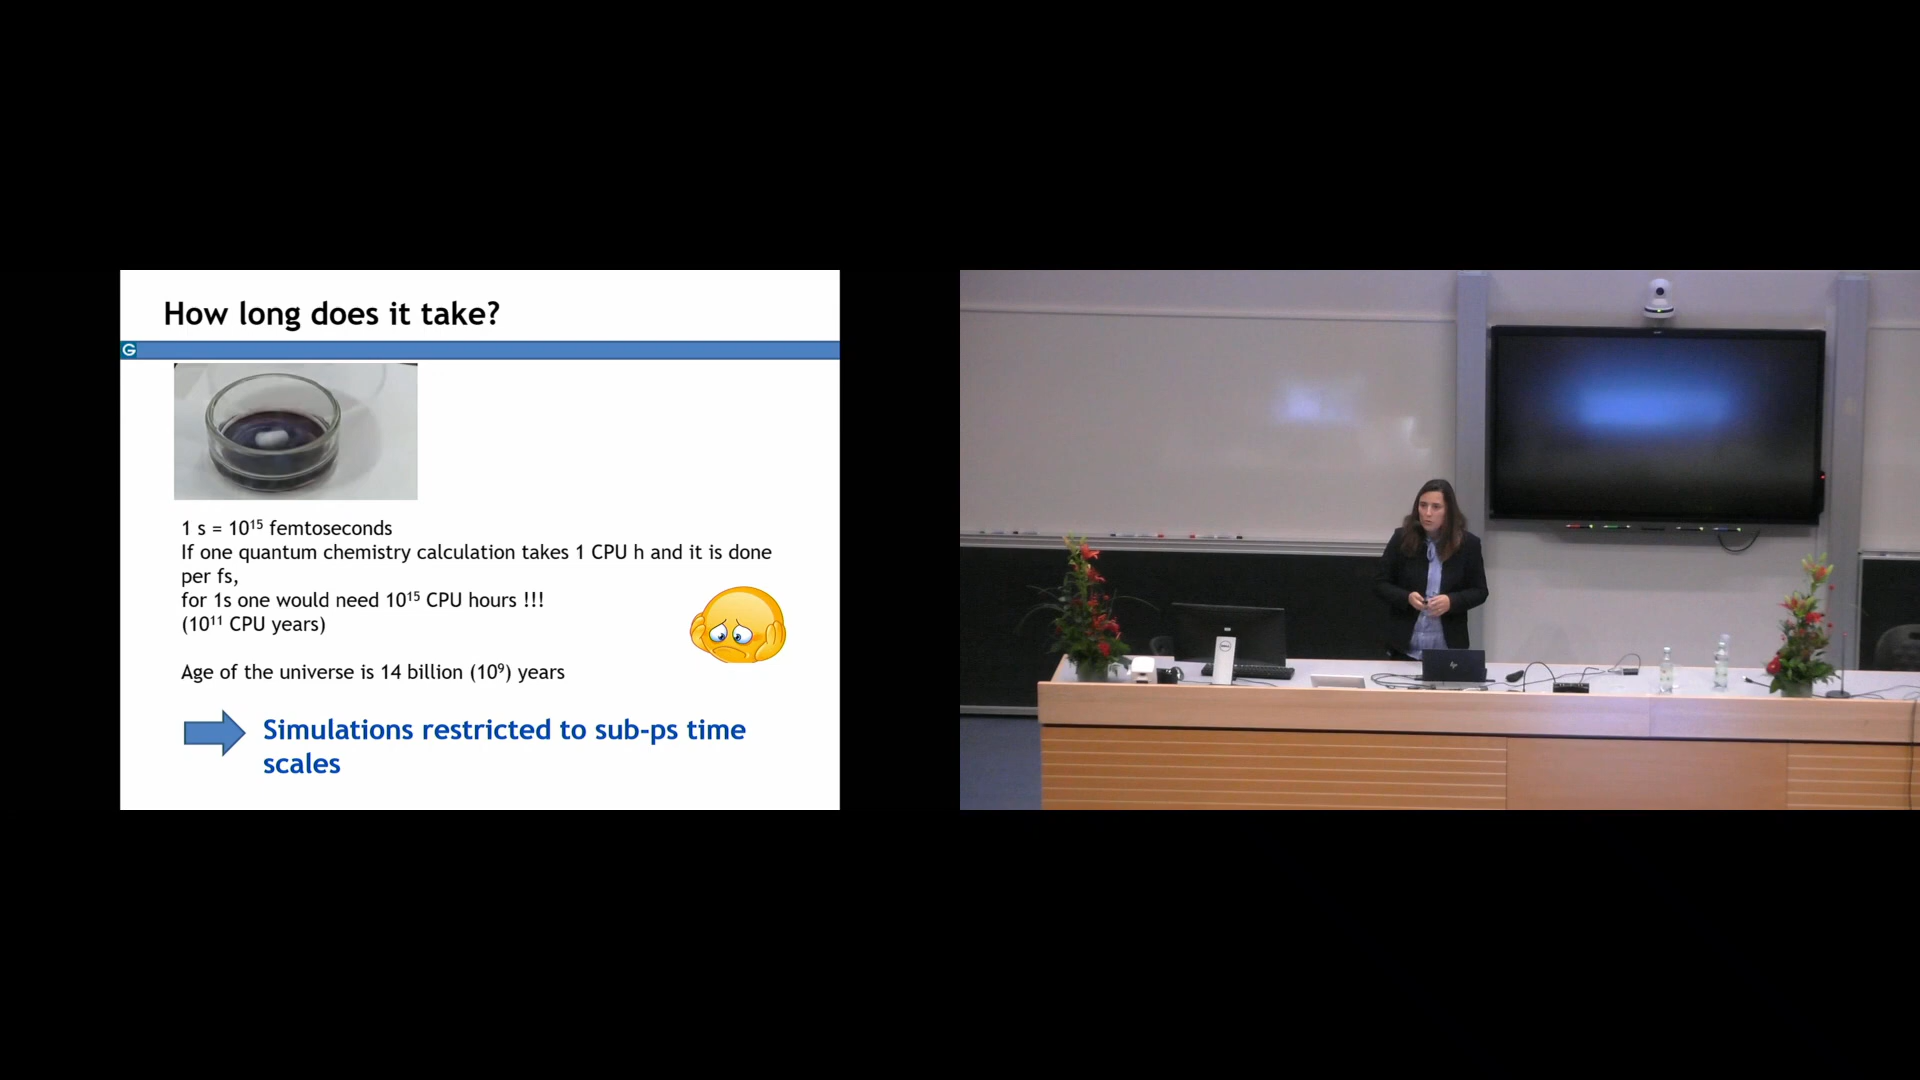 How long does it take?
G
1 s = 10¹⁵ femtoseconds
If one quantum chemistry calculation takes 1 CPU h and it is done
per fs,
for 1s one would need 10¹⁵ CPU hours !!!
(10¹¹ CPU years)
Age of the universe is 14 billion (10⁹) years
Simulations restricted to sub-ps time
scales
hp